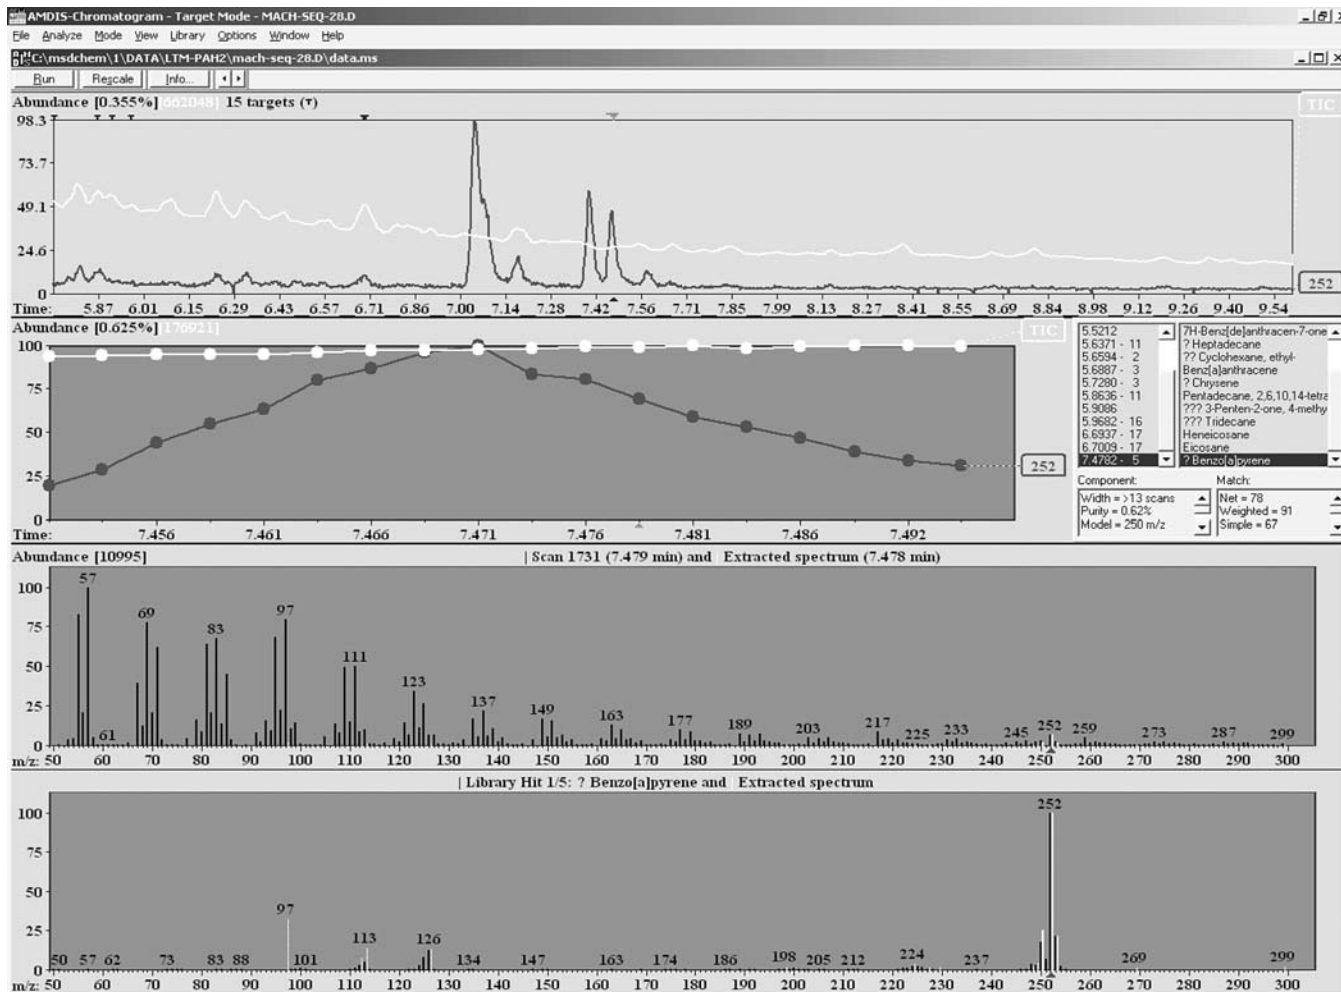 AMDIS-Chromatogram - Target Mode - MACH-SEQ-28.D
File Analyze Mode View Library Options Window Help
C:\msdchem\1\DATA\LTM-PAH2\mach-seq-28.D\data.ms
Run Rescale Info...
Abundance [0.355%] [662048] 15 targets (▼)
TIC
98.3
73.7
49.1
24.6
0
252
Time: 5.87 6.01 6.15 6.29 6.43 6.57 6.71 6.86 7.00 7.14 7.28 7.42 7.56 7.71 7.85 7.99 8.13 8.27 8.41 8.55 8.69 8.84 8.98 9.12 9.26 9.40 9.54
Abundance [0.625%] [176921]
TIC
100
75
50
25
0
252
Time: 7.456 7.461 7.466 7.471 7.476 7.481 7.486 7.492
5.5212 7H-Benz[de]anthracen-7-one
5.6371 - 11 ? Heptadecane
5.6594 - 2 ?? Cyclohexane, ethyl-
5.6887 - 3 Benz[a]anthracene
5.7280 - 3 ? Chrysene
5.8636 - 11 Pentadecane, 2,6,10,14-tetra
5.9086 ??? 3-Penten-2-one, 4-methy
5.9682 - 16 ??? Tridecane
6.6937 - 17 Heneicosane
6.7009 - 17 Eicosane
7.4782 - 5 ? Benzo[a]pyrene
Component: Match:
Width = >13 scans Net = 78
Purity = 0.62% Weighted = 91
Model = 250 m/z Simple = 67
Abundance [10995] | Scan 1731 (7.479 min) and | Extracted spectrum (7.478 min)
100
75
50
25
0
57 61 69 83 97 111 123 137 149 163 177 189 203 217 225 233 245 252 259 273 287 299
m/z: 50 60 70 80 90 100 110 120 130 140 150 160 170 180 190 200 210 220 230 240 250 260 270 280 290 300
| Library Hit 1/5: ? Benzo[a]pyrene and | Extracted spectrum
100
75
50
25
0
50 57 62 73 83 88 97 101 113 126 134 147 163 174 186 198 205 212 224 237 252 269 299
m/z: 50 60 70 80 90 100 110 120 130 140 150 160 170 180 190 200 210 220 230 240 250 260 270 280 290 300